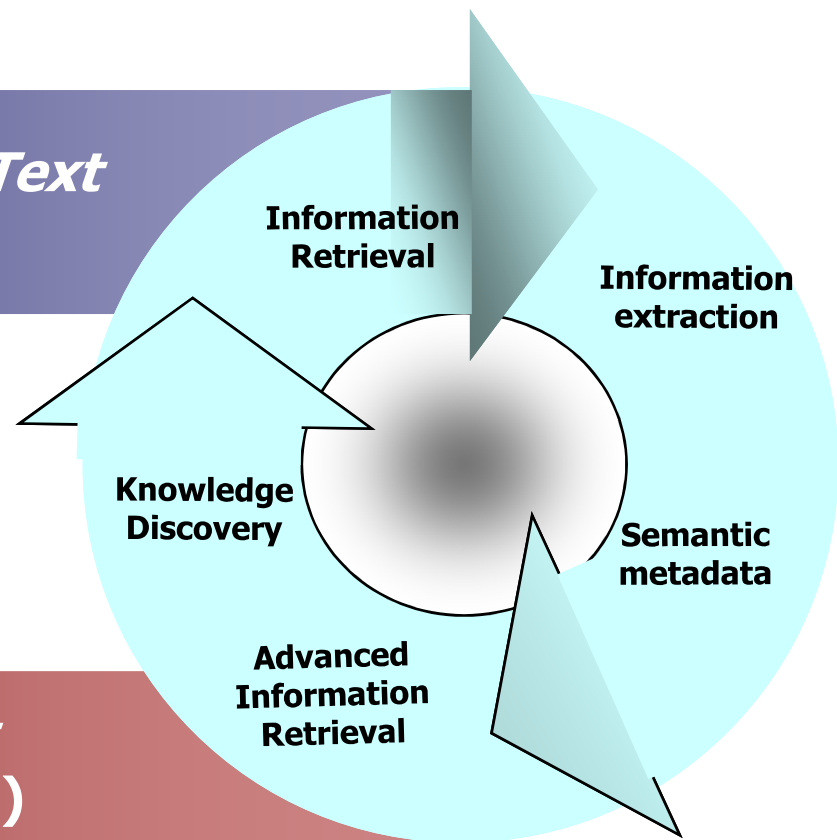 Text
Information
Retrieval
Information
extraction
Knowledge
Discovery
Semantic
metadata
Advanced
Information
Retrieval
)